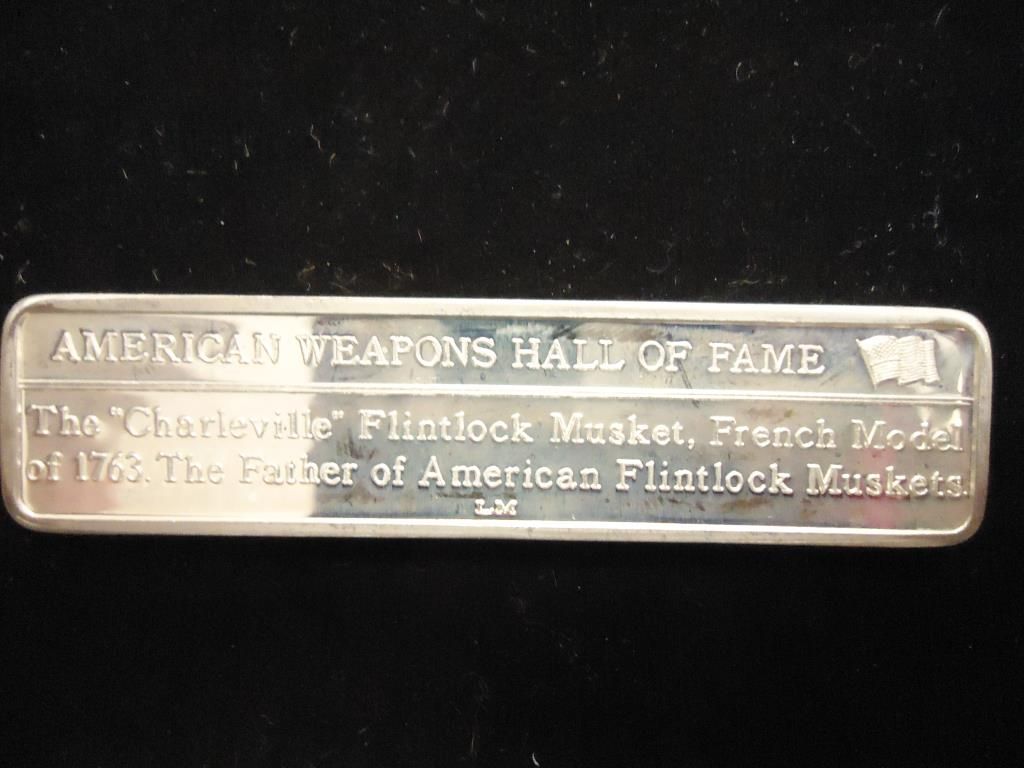 AMERICAN WEAPONS HALL OF FAME
The "Charleville" Flintlock Musket, French Model
of 1763. The Father of American Flintlock Muskets.
LM